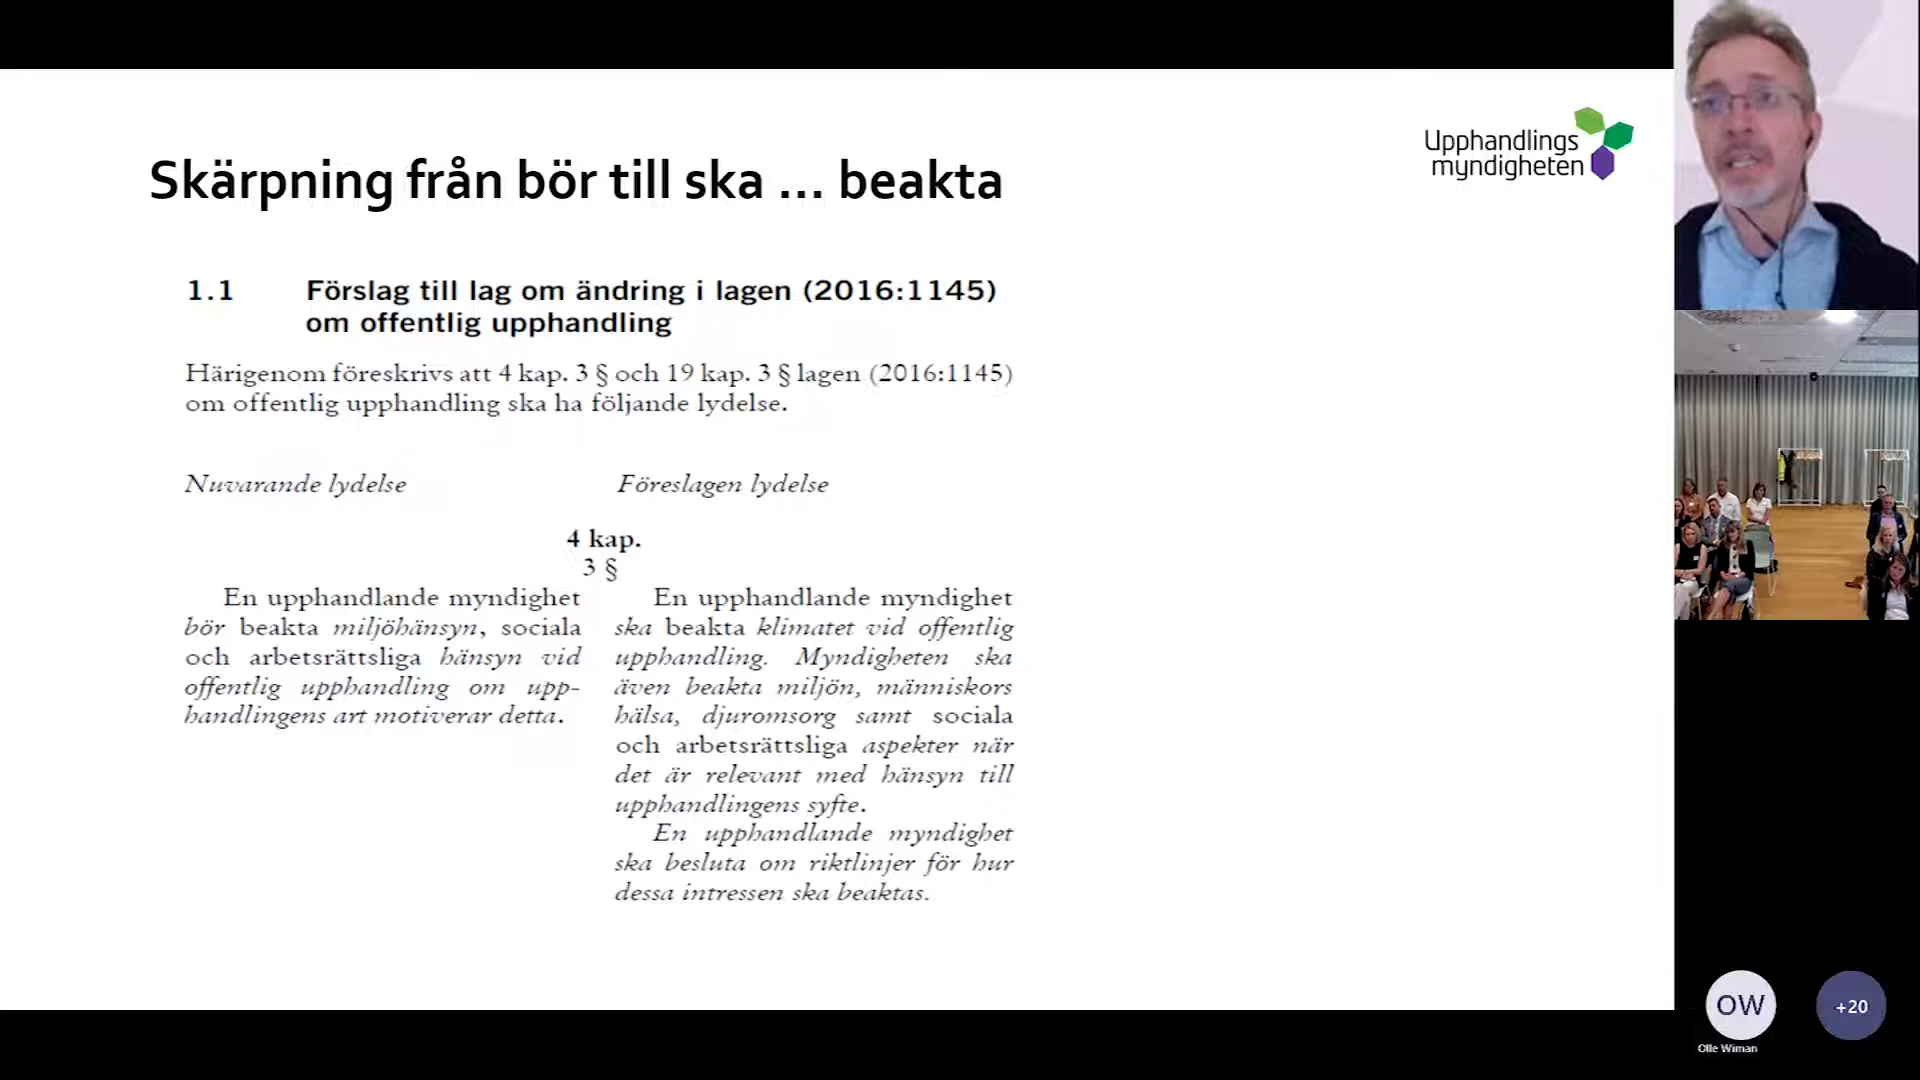 Upphandlings
myndigheten
Skärpning från bör till ska ... beakta
1.1 Förslag till lag om ändring i lagen (2016:1145)
om offentlig upphandling
Härigenom föreskrivs att 4 kap. 3 § och 19 kap. 3 § lagen (2016:1145)
om offentlig upphandling ska ha följande lydelse.
Nuvarande lydelse
Föreslagen lydelse
4 kap.
3 §
En upphandlande myndighet
bör beakta miljöhänsyn, sociala
och arbetsrättsliga hänsyn vid
offentlig upphandling om upp-
handlingens art motiverar detta.
En upphandlande myndighet
ska beakta klimatet vid offentlig
upphandling. Myndigheten ska
även beakta miljön, människors
hälsa, djuromsorg samt sociala
och arbetsrättsliga aspekter när
det är relevant med hänsyn till
upphandlingens syfte.
En upphandlande myndighet
ska besluta om riktlinjer för hur
dessa intressen ska beaktas.
OW
+20
Olle Wiman